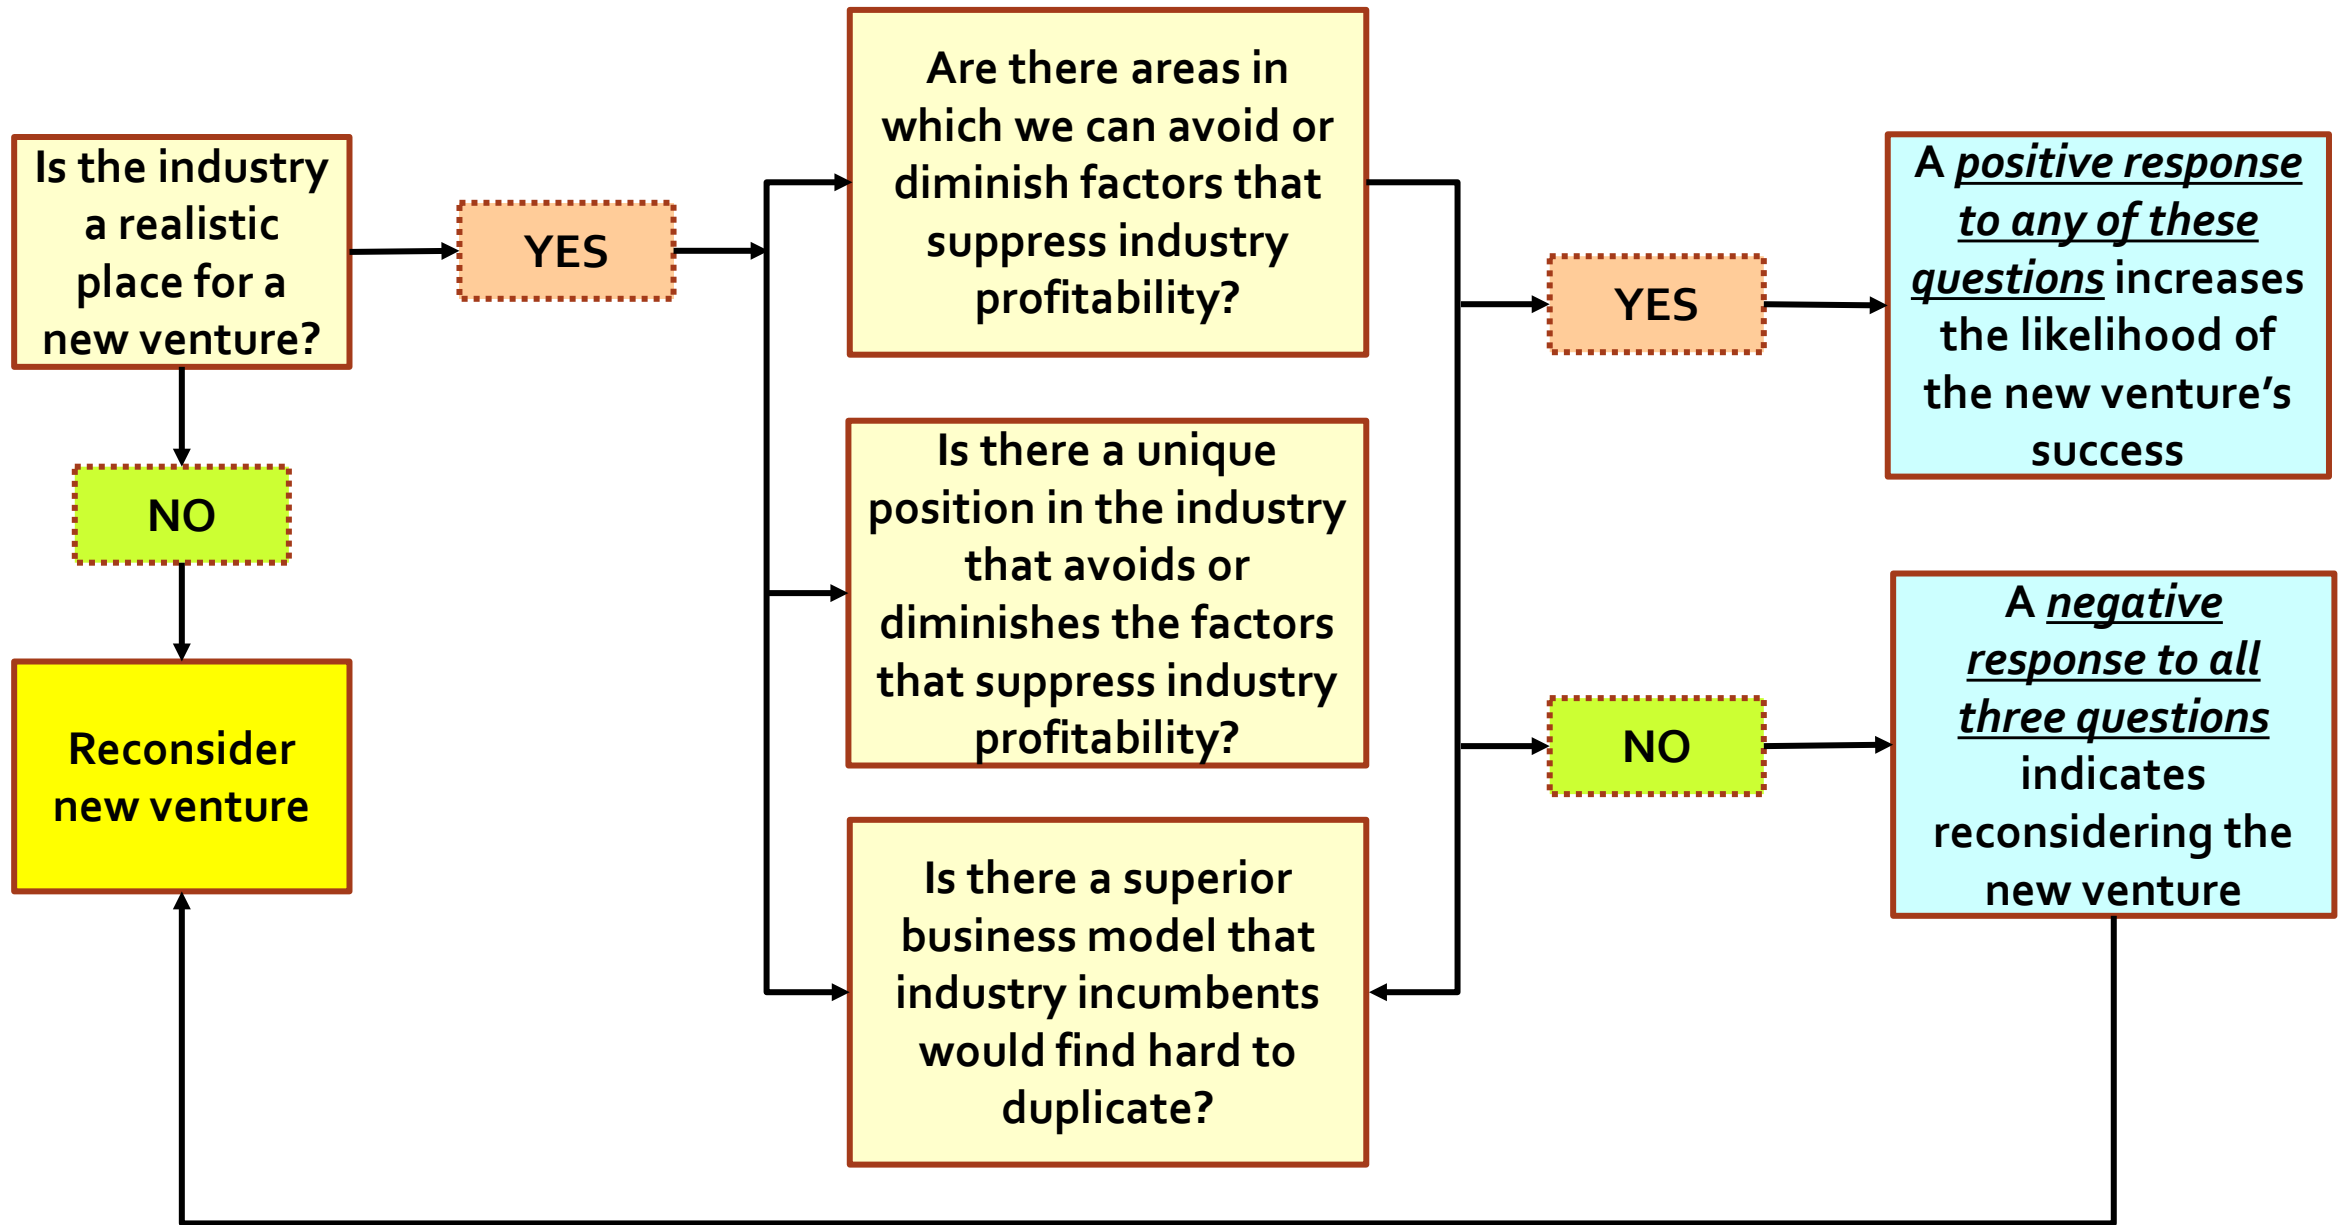 Is the industry
a realistic
place for a
new venture?
YES
NO
Reconsider
new venture
Are there areas in
which we can avoid or
diminish factors that
suppress industry
profitability?
Is there a unique
position in the industry
that avoids or
diminishes the factors
that suppress industry
profitability?
Is there a superior
business model that
industry incumbents
would find hard to
duplicate?
YES
A positive response
to any of these
questions increases
the likelihood of
the new venture’s
success
NO
A negative
response to all
three questions
indicates
reconsidering the
new venture